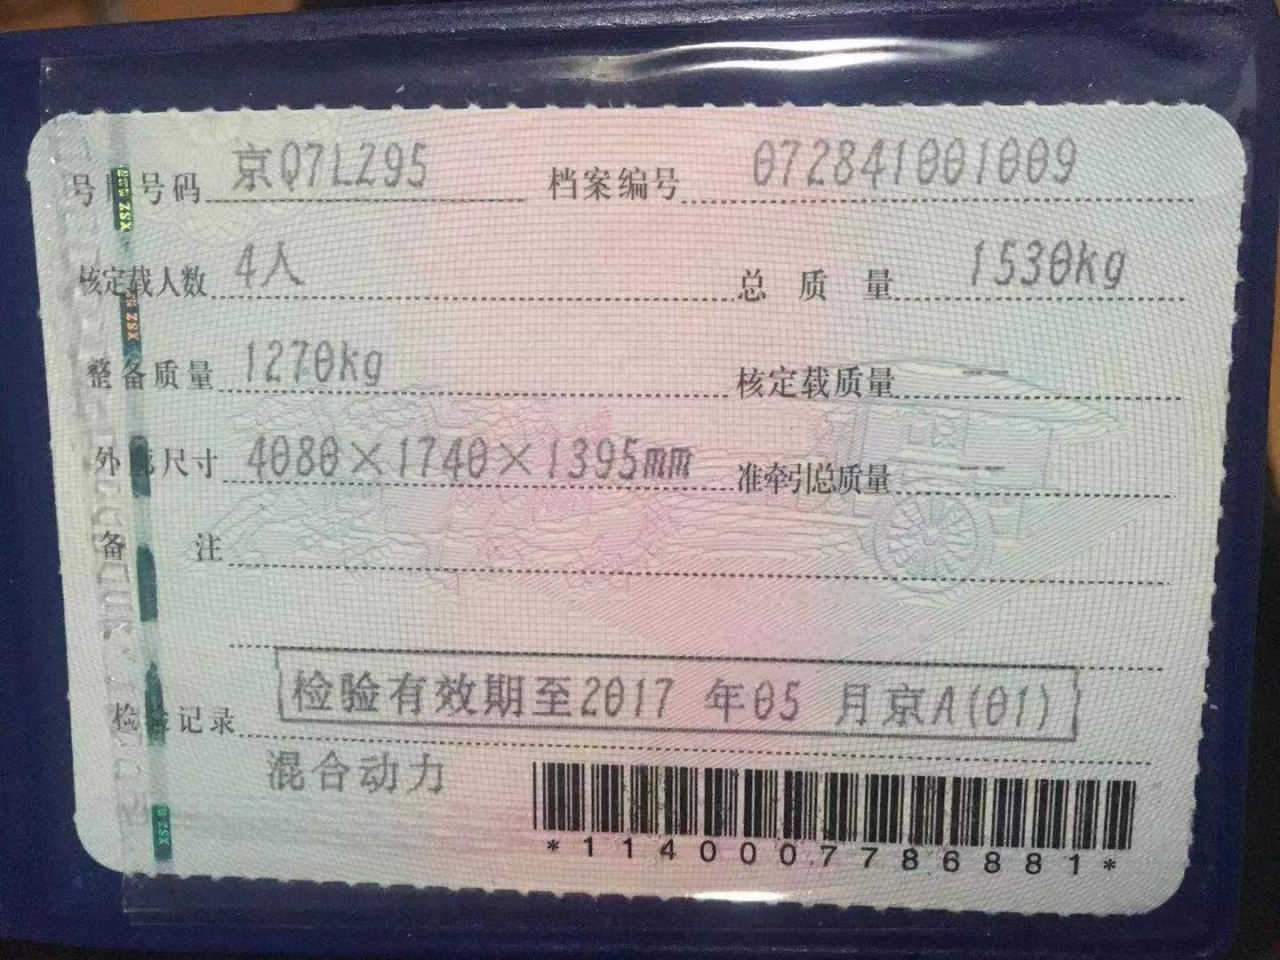 号牌号码 京Q7LZ95 档案编号 072841001009
核定载人数 4人 总质量 1530kg
整备质量 1270kg 核定载质量 --
外廓尺寸 4080×1740×1395mm 准牵引总质量 --
备注
检验记录 检验有效期至2017年05月京A(01)
混合动力
*1140007786881*